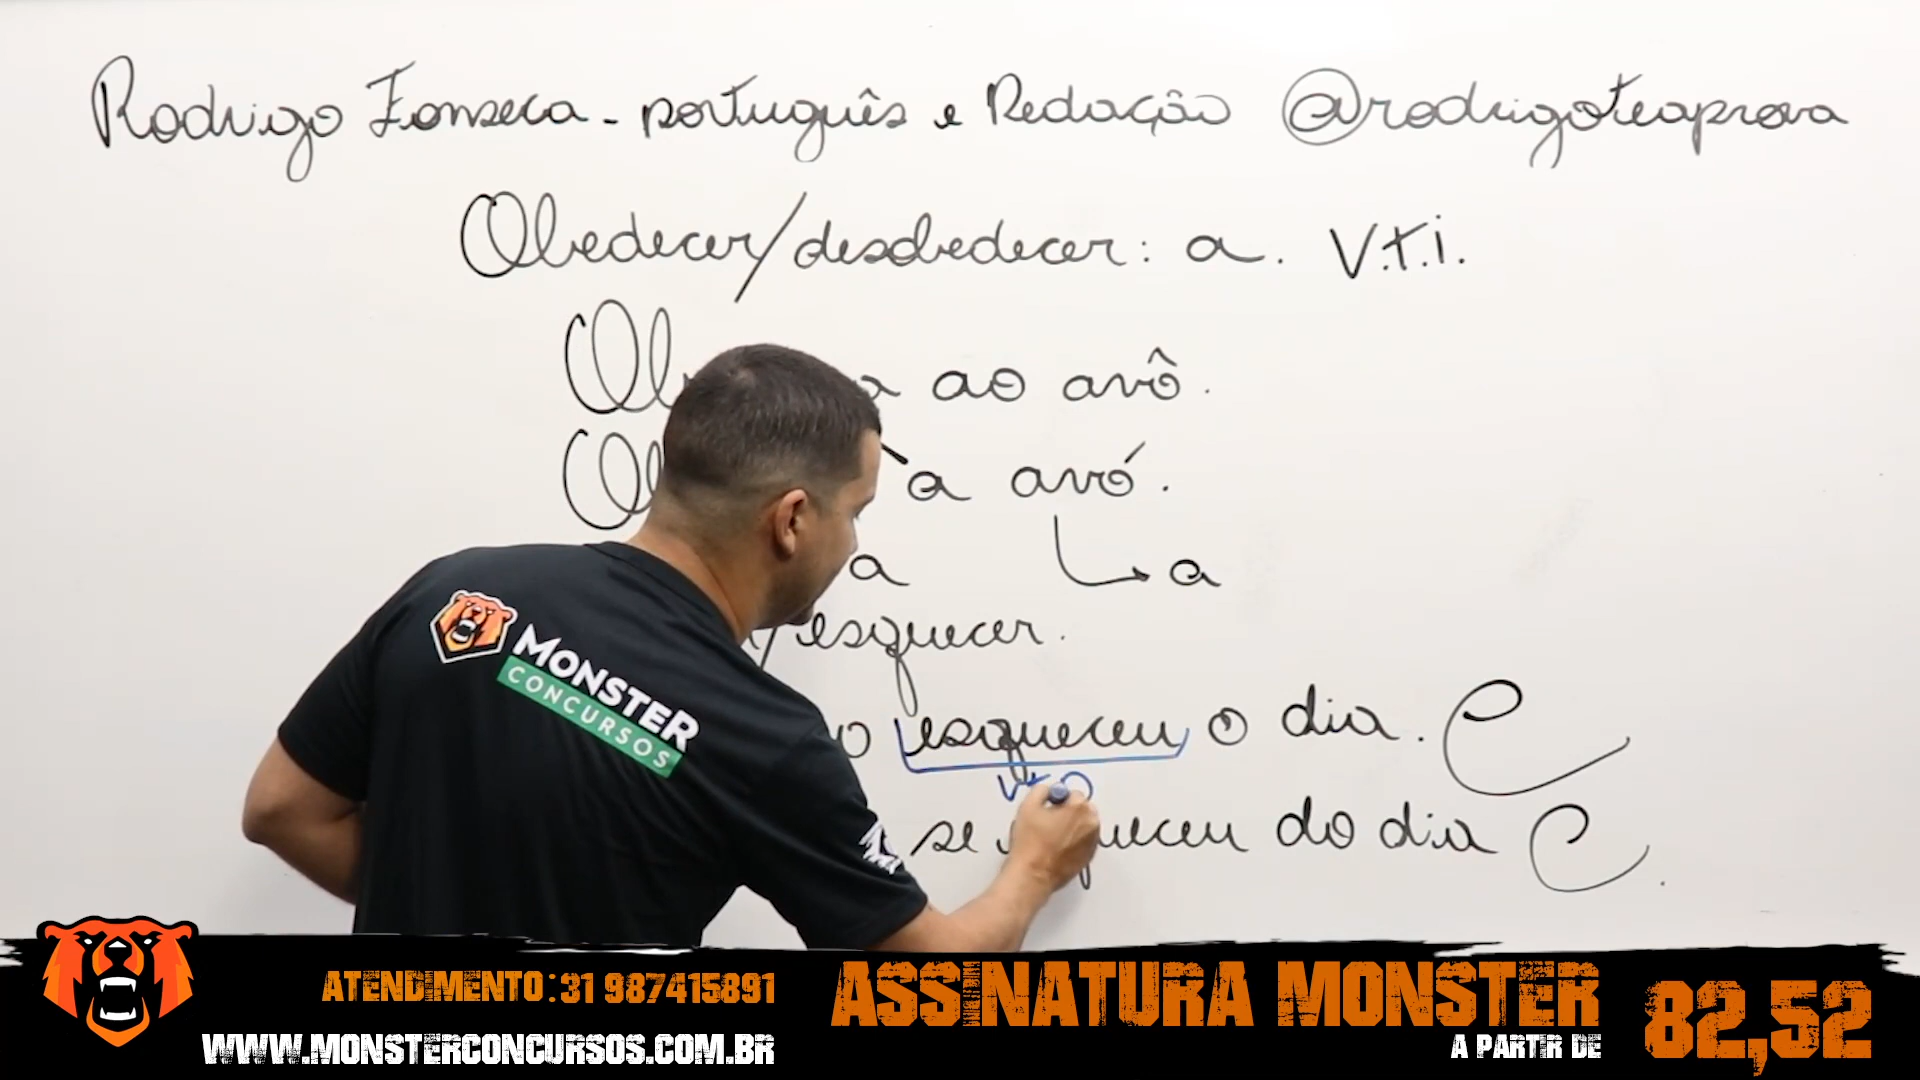 Rodrigo Fonseca - português e Redação @rodrigoteaprova
Obedecer/desobedecer: a. V.T.I.
ao avô.
à avó.
a a
/esquecer.
esqueceu o dia. C
se do dia C.
MONSTER
CONCURSOS
ATENDIMENTO: 31 987415891
WWW.MONSTERCONCURSOS.COM.BR
ASSINATURA MONSTER
A PARTIR DE
82,52